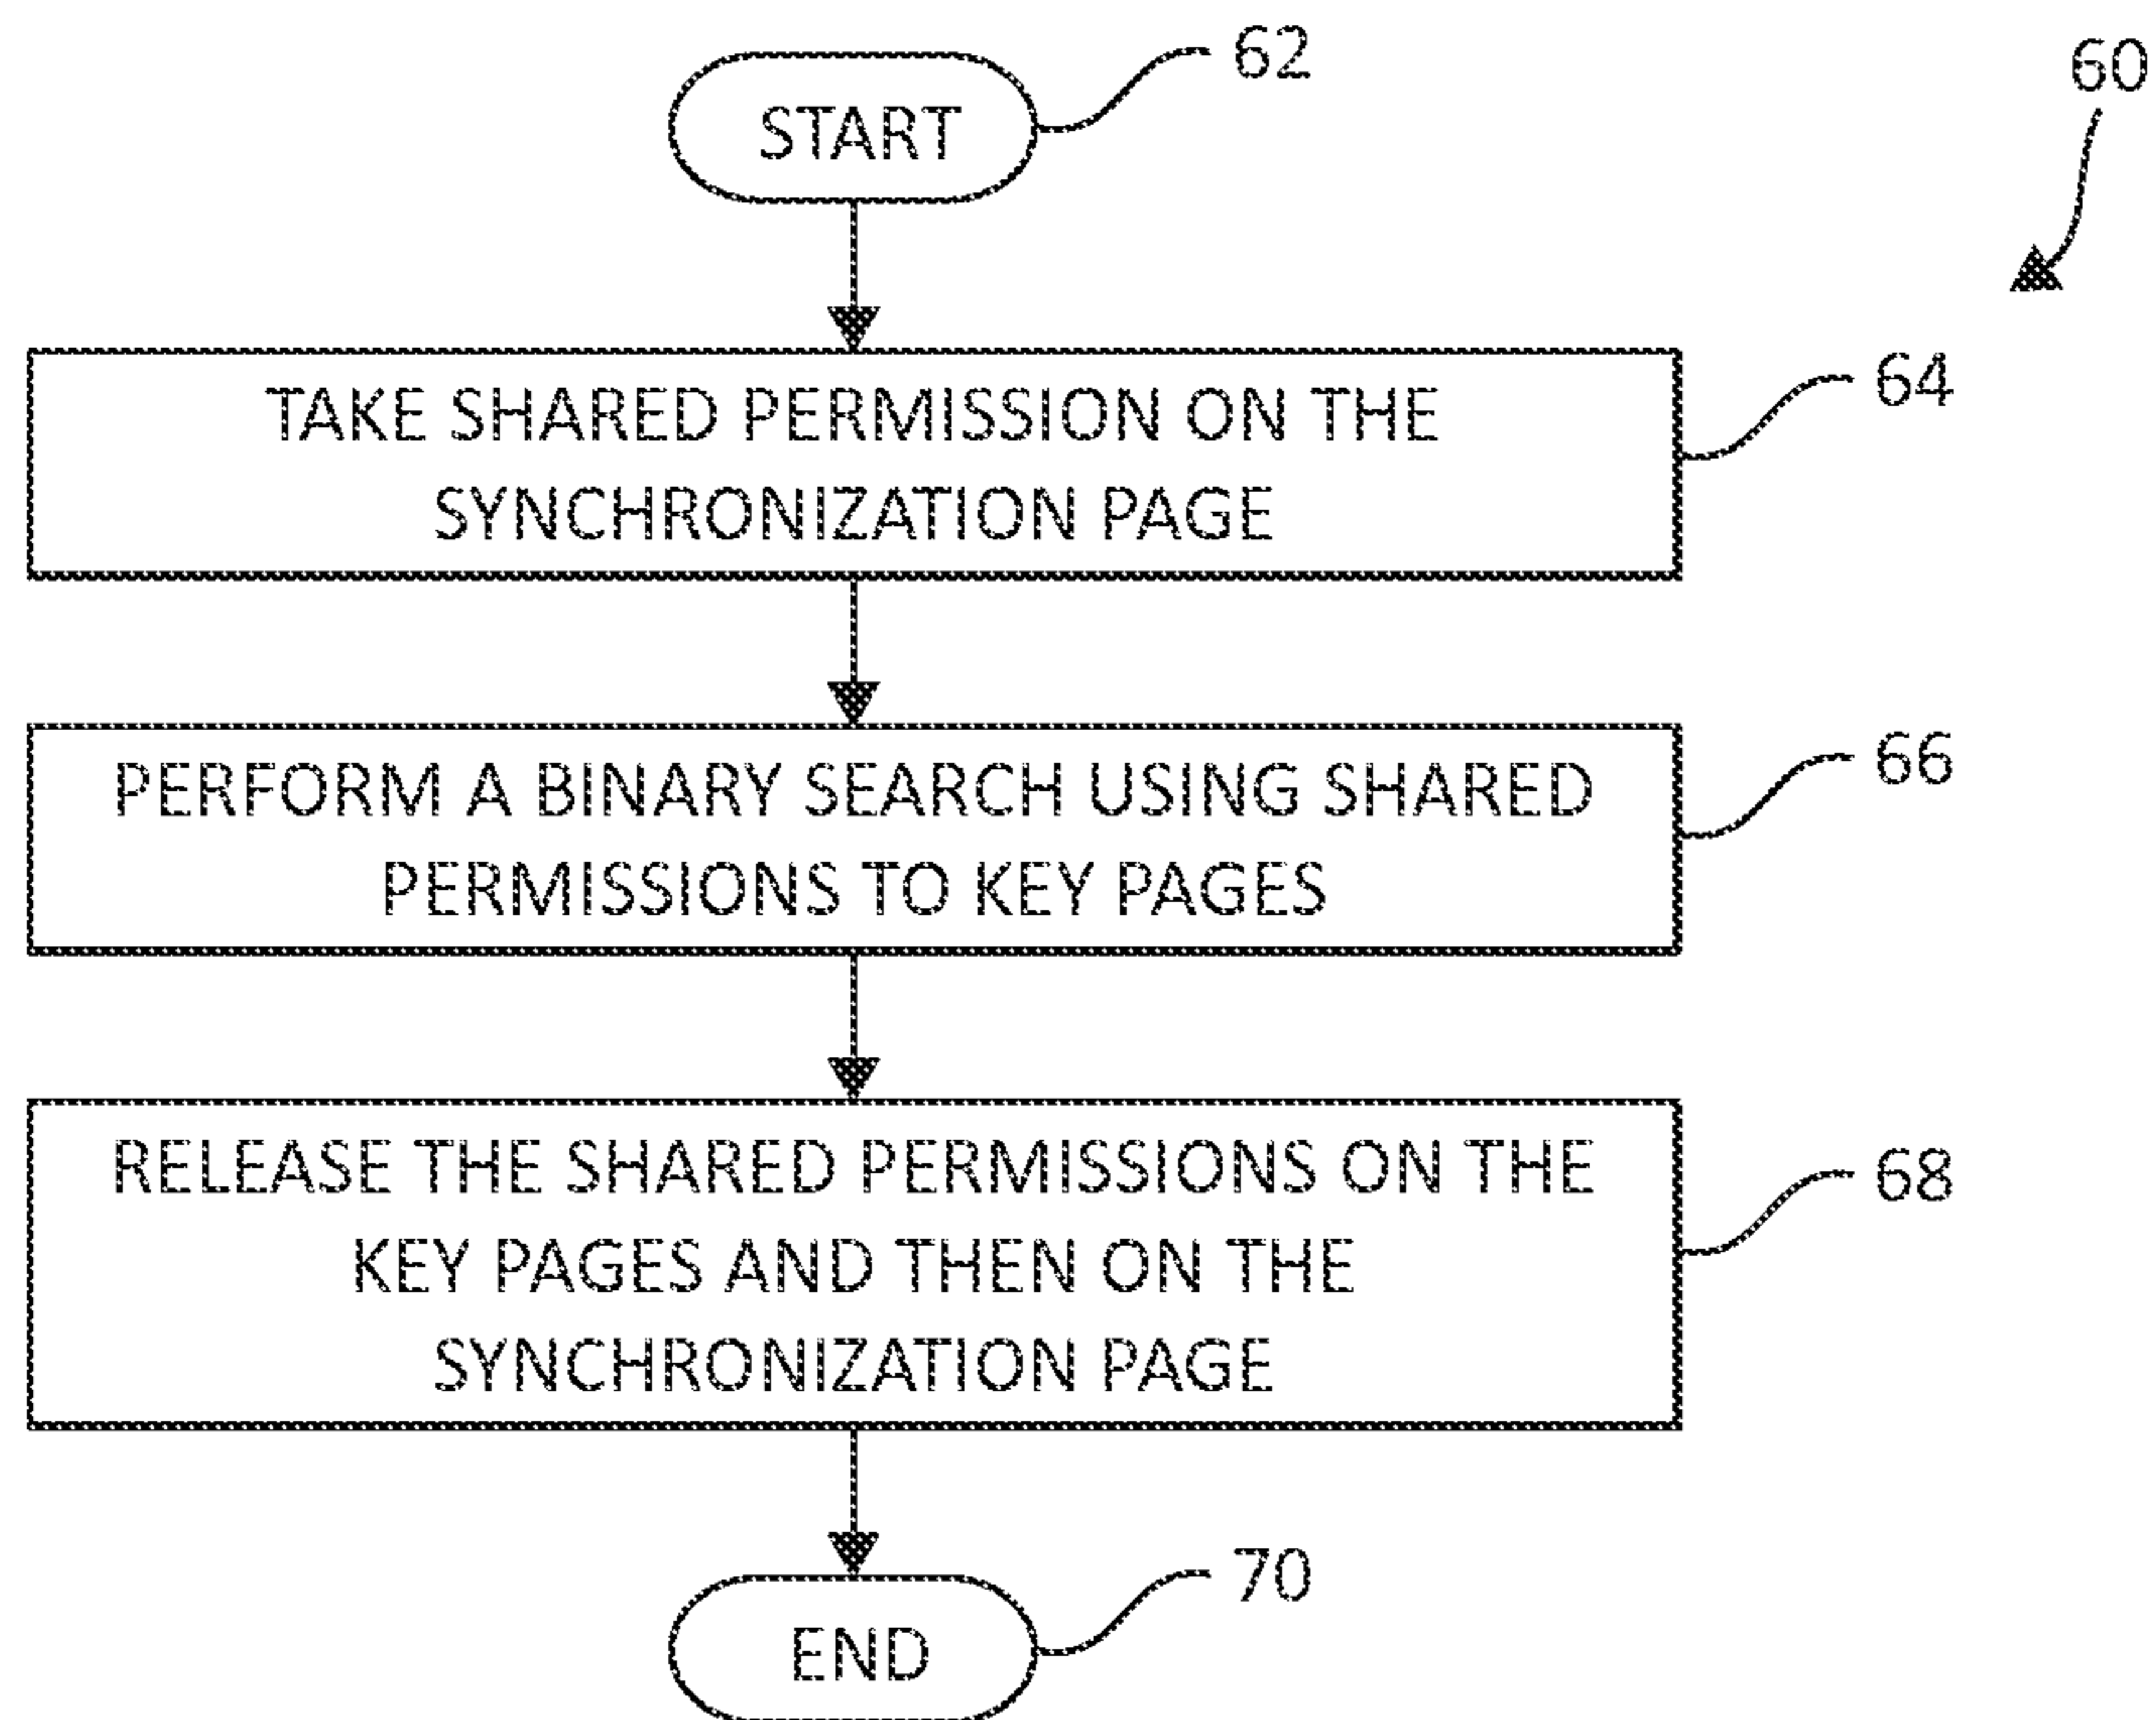 62
60
START
TAKE SHARED PERMISSION ON THE
SYNCHRONIZATION PAGE
64
PERFORM A BINARY SEARCH USING SHARED
PERMISSIONS TO KEY PAGES
66
RELEASE THE SHARED PERMISSIONS ON THE
KEY PAGES AND THEN ON THE
SYNCHRONIZATION PAGE
68
END
70